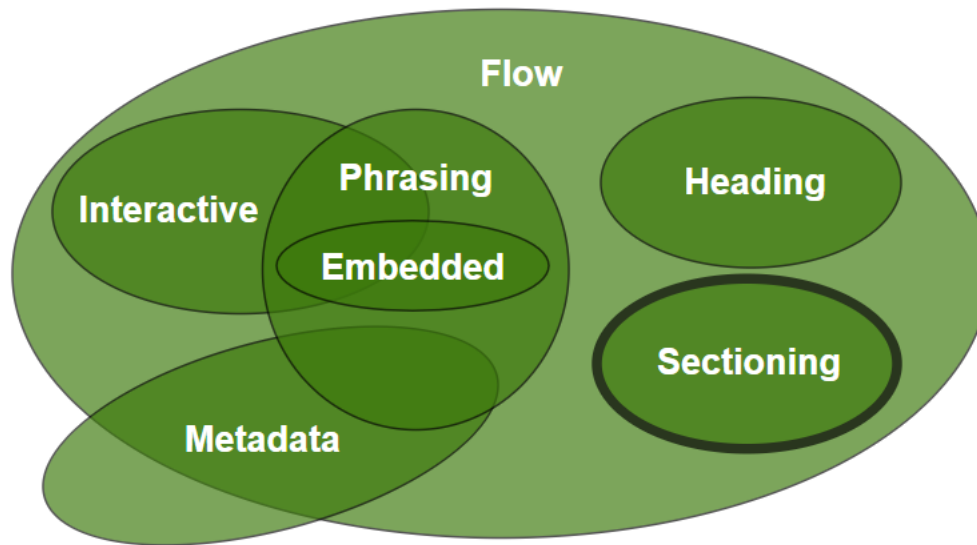 Flow
Phrasing
Heading
Interactive
Embedded
Sectioning
Metadata